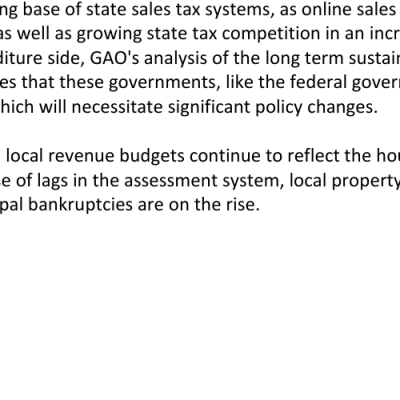 ng base of state sales tax systems, as online sales
as well as growing state tax competition in an incr
diture side, GAO's analysis of the long term sustai
es that these governments, like the federal gover
hich will necessitate significant policy changes.
local revenue budgets continue to reflect the ho
e of lags in the assessment system, local property
pal bankruptcies are on the rise.